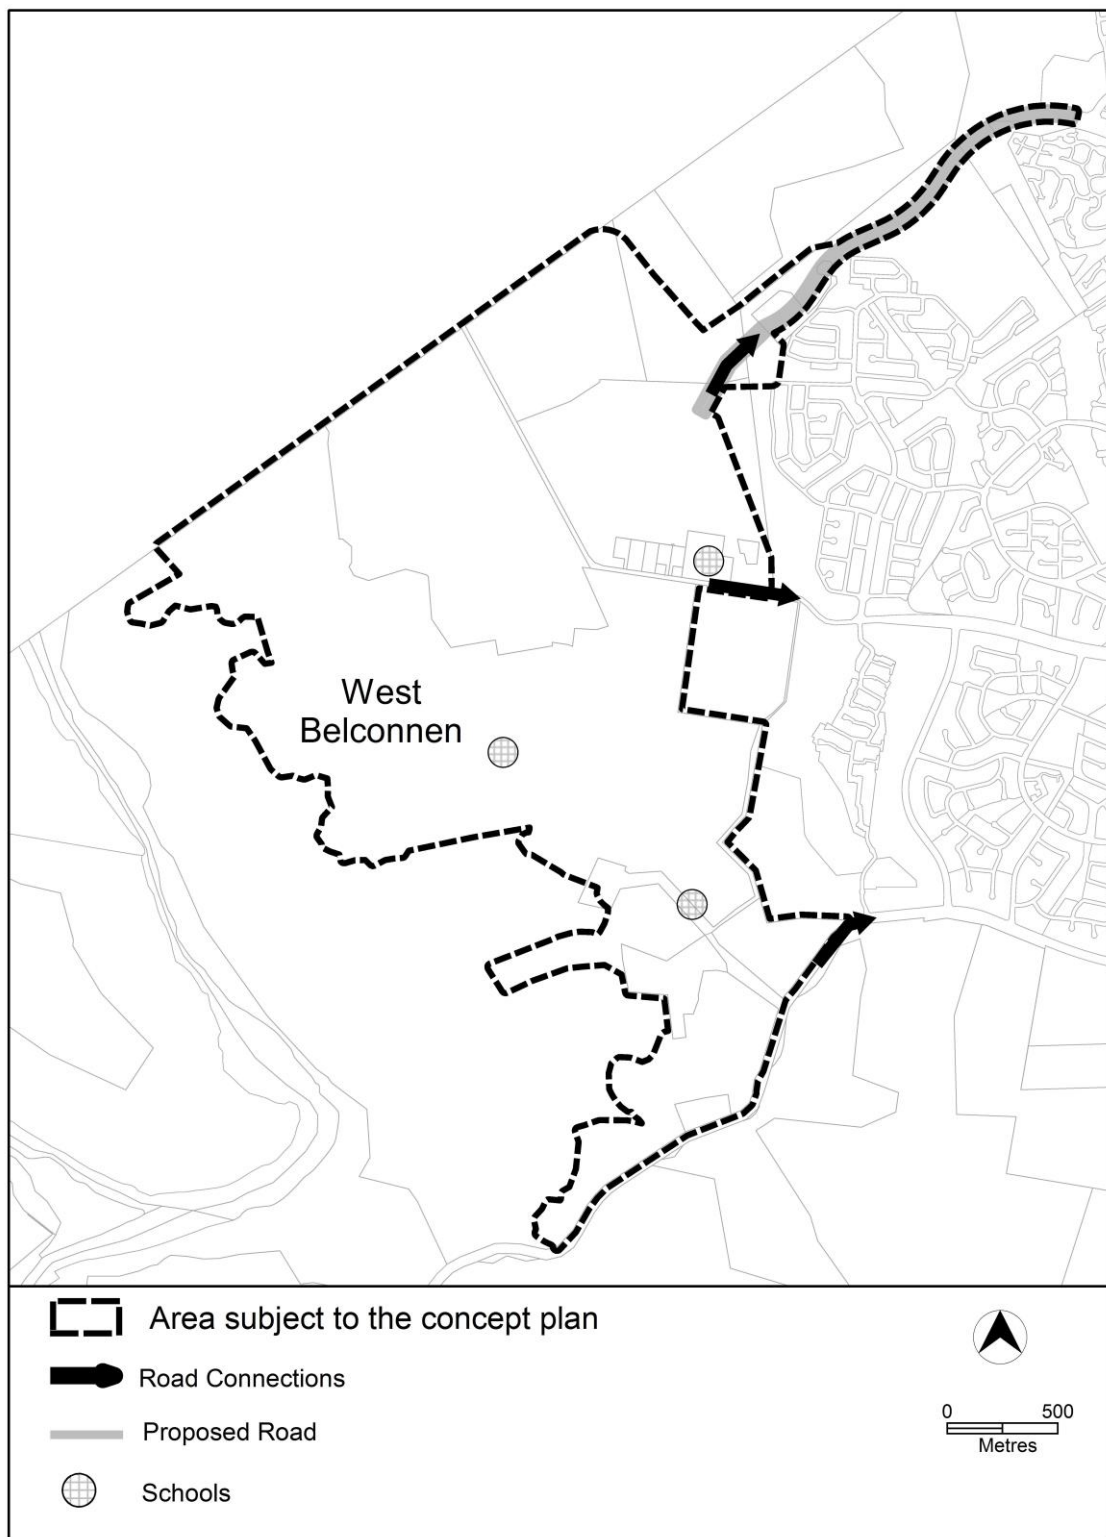 West
Belconnen
Area subject to the concept plan
Road Connections
Proposed Road
Schools
0 500
Metres